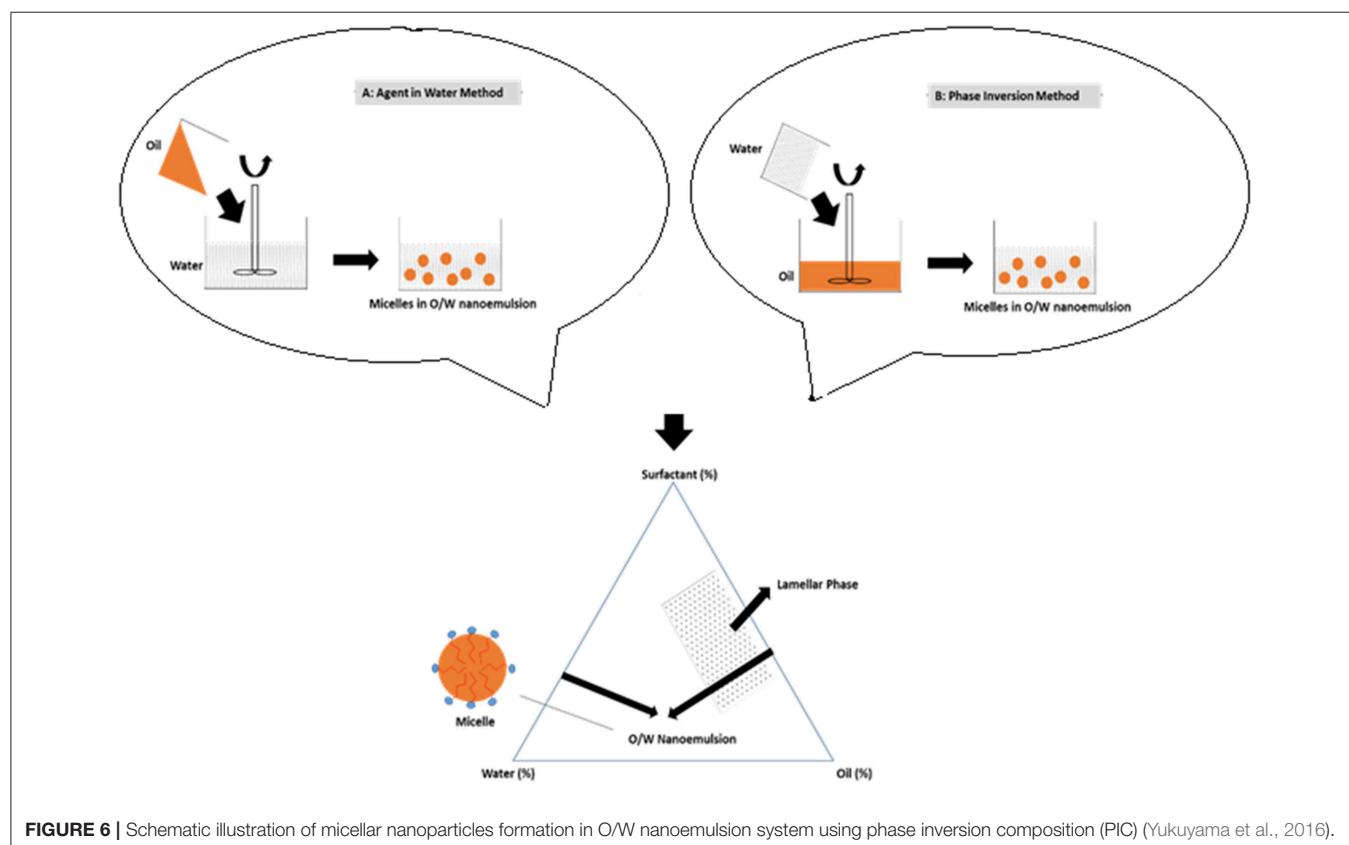 A: Agent in Water Method
Oil
Water
Micelles in O/W nanoemulsion
B: Phase Inversion Method
Water
Oil
Micelles in O/W nanoemulsion
Surfactant (%)
Lamellar Phase
Micelle
O/W Nanoemulsion
Water (%)
Oil (%)
FIGURE 6 | Schematic illustration of micellar nanoparticles formation in O/W nanoemulsion system using phase inversion composition (PIC) (Yukuyama et al., 2016).